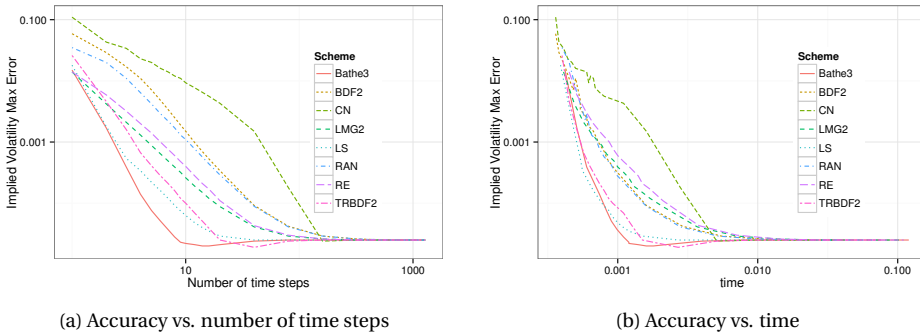 0.100
0.001
Implied Volatility Max Error
10
1000
Number of time steps
Scheme
Bathe3
BDF2
CN
LMG2
LS
RAN
RE
TRBDF2
(a) Accuracy vs. number of time steps
0.100
0.001
Implied Volatility Max Error
0.001
0.010
0.100
time
Scheme
Bathe3
BDF2
CN
LMG2
LS
RAN
RE
TRBDF2
(b) Accuracy vs. time